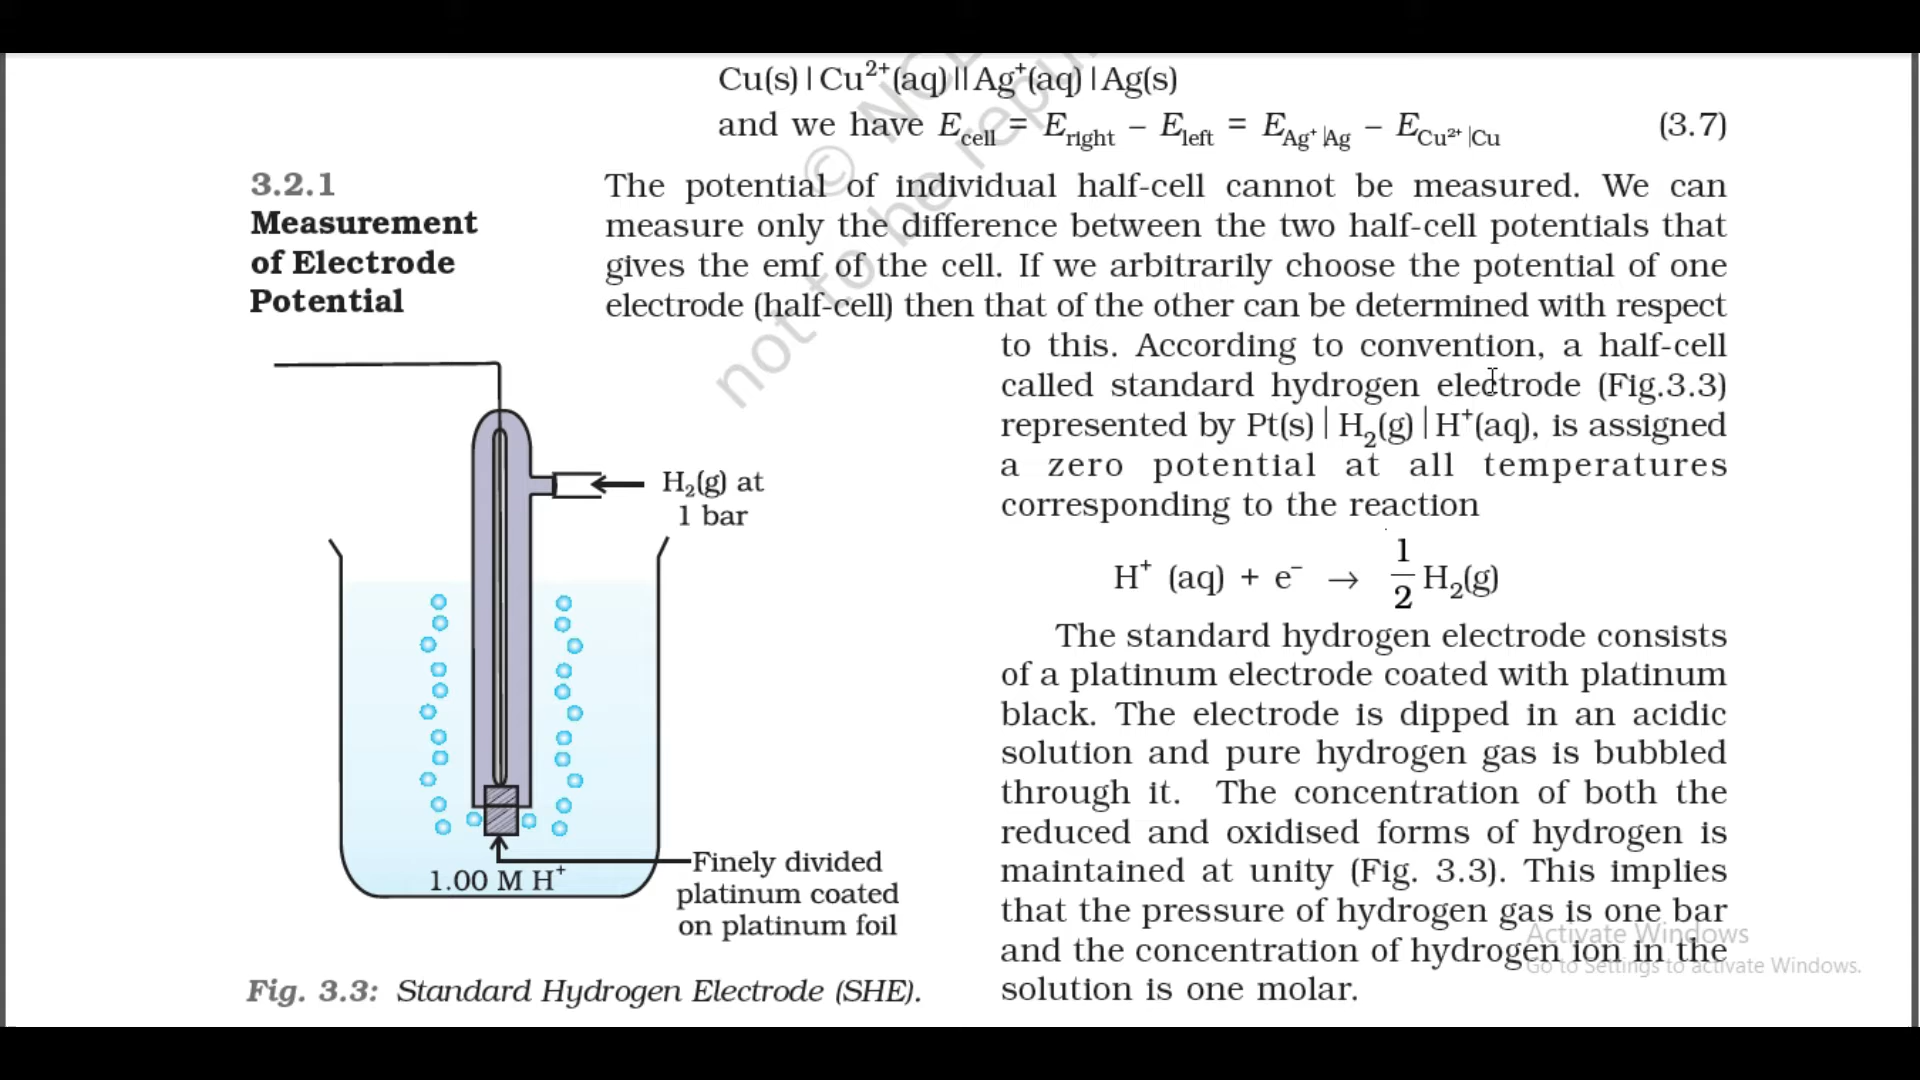 Cu(s)|Cu²⁺(aq)||Ag⁺(aq)|Ag(s)
and we have E_cell = E_right – E_left = E_Ag⁺|Ag – E_Cu²⁺|Cu (3.7)
3.2.1
Measurement
of Electrode
Potential
The potential of individual half-cell cannot be measured. We can
measure only the difference between the two half-cell potentials that
gives the emf of the cell. If we arbitrarily choose the potential of one
electrode (half-cell) then that of the other can be determined with respect
to this. According to convention, a half-cell
called standard hydrogen electrode (Fig.3.3)
represented by Pt(s)|H₂(g)|H⁺(aq), is assigned
a zero potential at all temperatures
corresponding to the reaction
H⁺ (aq) + e⁻ → 1/2 H₂(g)
The standard hydrogen electrode consists
of a platinum electrode coated with platinum
black. The electrode is dipped in an acidic
solution and pure hydrogen gas is bubbled
through it. The concentration of both the
reduced and oxidised forms of hydrogen is
maintained at unity (Fig. 3.3). This implies
that the pressure of hydrogen gas is one bar
and the concentration of hydrogen ion in the
solution is one molar.
H₂(g) at
1 bar
1.00 M H⁺
Finely divided
platinum coated
on platinum foil
Fig. 3.3: Standard Hydrogen Electrode (SHE).
not to be
Activate Windows
Go to Settings to activate Windows.